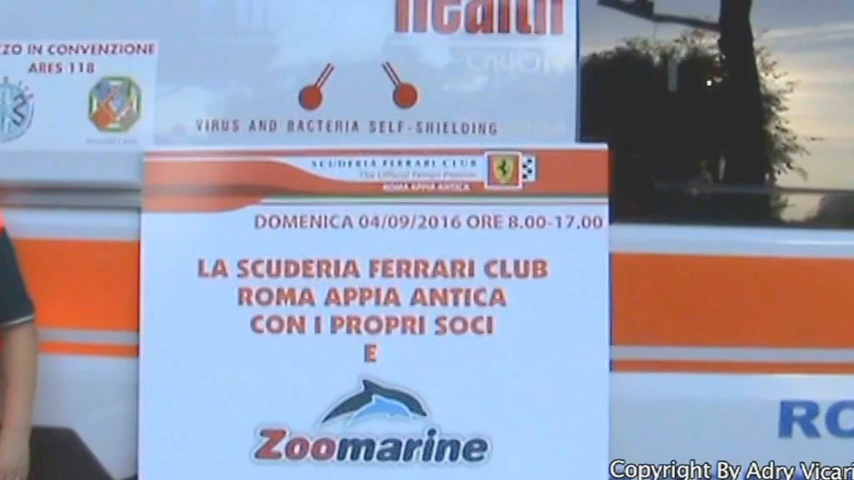 health
ZZO IN CONVENZIONE
ARES 118
VIRUS AND BACTERIA SELF-SHIELDING
SCUDERIA FERRARI CLUB
The Official Ferrari Passion
ROMA APPIA ANTICA
DOMENICA 04/09/2016 ORE 8.00-17.00
LA SCUDERIA FERRARI CLUB
ROMA APPIA ANTICA
CON I PROPRI SOCI
E
Zoomarine
RO
Copyright By Adry Vicari